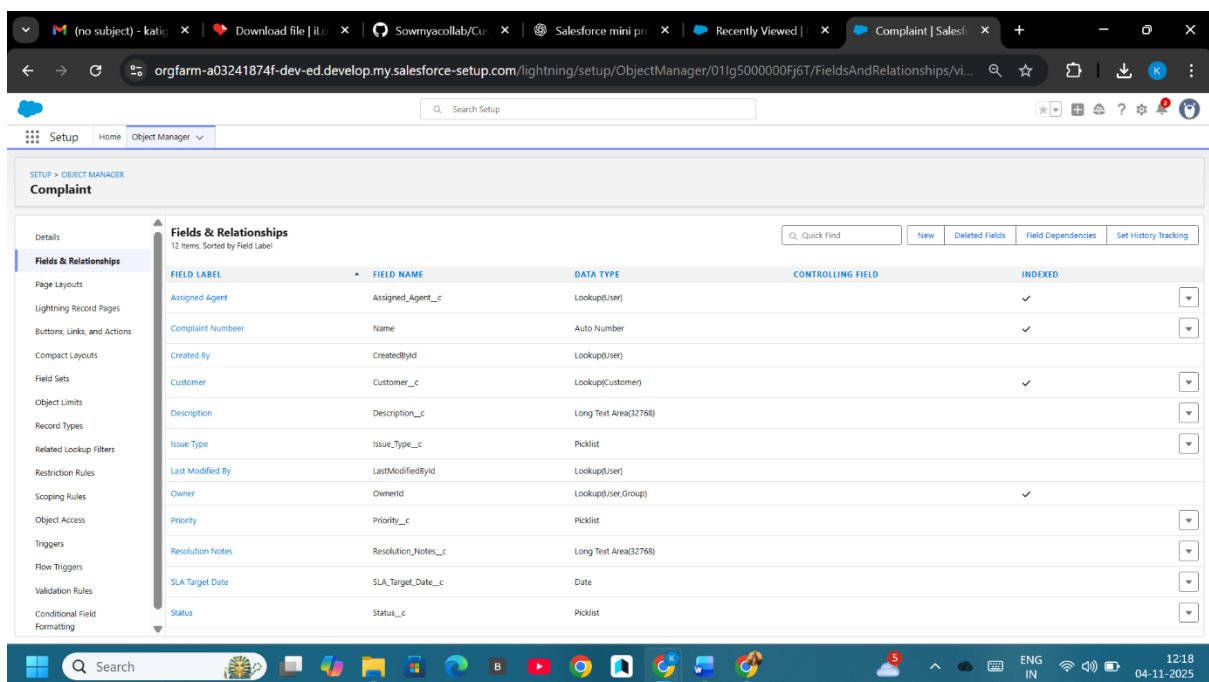 (no subject) - katig
Download file | iLo
Sowmyacollab/Cus
Salesforce mini pr
Recently Viewed |
Complaint | Salesf
orgfarm-a03241874f-dev-ed.develop.my.salesforce-setup.com/lightning/setup/ObjectManager/01Ig5000000Fj6T/FieldsAndRelationships/vi...
K
Search Setup
2
Setup Home Object Manager
SETUP > OBJECT MANAGER
Complaint
Details
Fields & Relationships
Page Layouts
Lightning Record Pages
Buttons, Links, and Actions
Compact Layouts
Field Sets
Object Limits
Record Types
Related Lookup Filters
Restriction Rules
Scoping Rules
Object Access
Triggers
Flow Triggers
Validation Rules
Conditional Field
Formatting
Fields & Relationships
12 Items, Sorted by Field Label
Quick Find New Deleted Fields Field Dependencies Set History Tracking
FIELD LABEL FIELD NAME DATA TYPE CONTROLLING FIELD INDEXED
Assigned Agent Assigned_Agent__c Lookup(User)
Complaint Numbeer Name Auto Number
Created By CreatedById Lookup(User)
Customer Customer__c Lookup(Customer)
Description Description__c Long Text Area(32768)
Issue Type Issue_Type__c Picklist
Last Modified By LastModifiedById Lookup(User)
Owner OwnerId Lookup(User,Group)
Priority Priority__c Picklist
Resolution Notes Resolution_Notes__c Long Text Area(32768)
SLA Target Date SLA_Target_Date__c Date
Status Status__c Picklist
Search
B
K
5
ENG
IN
12:18
04-11-2025